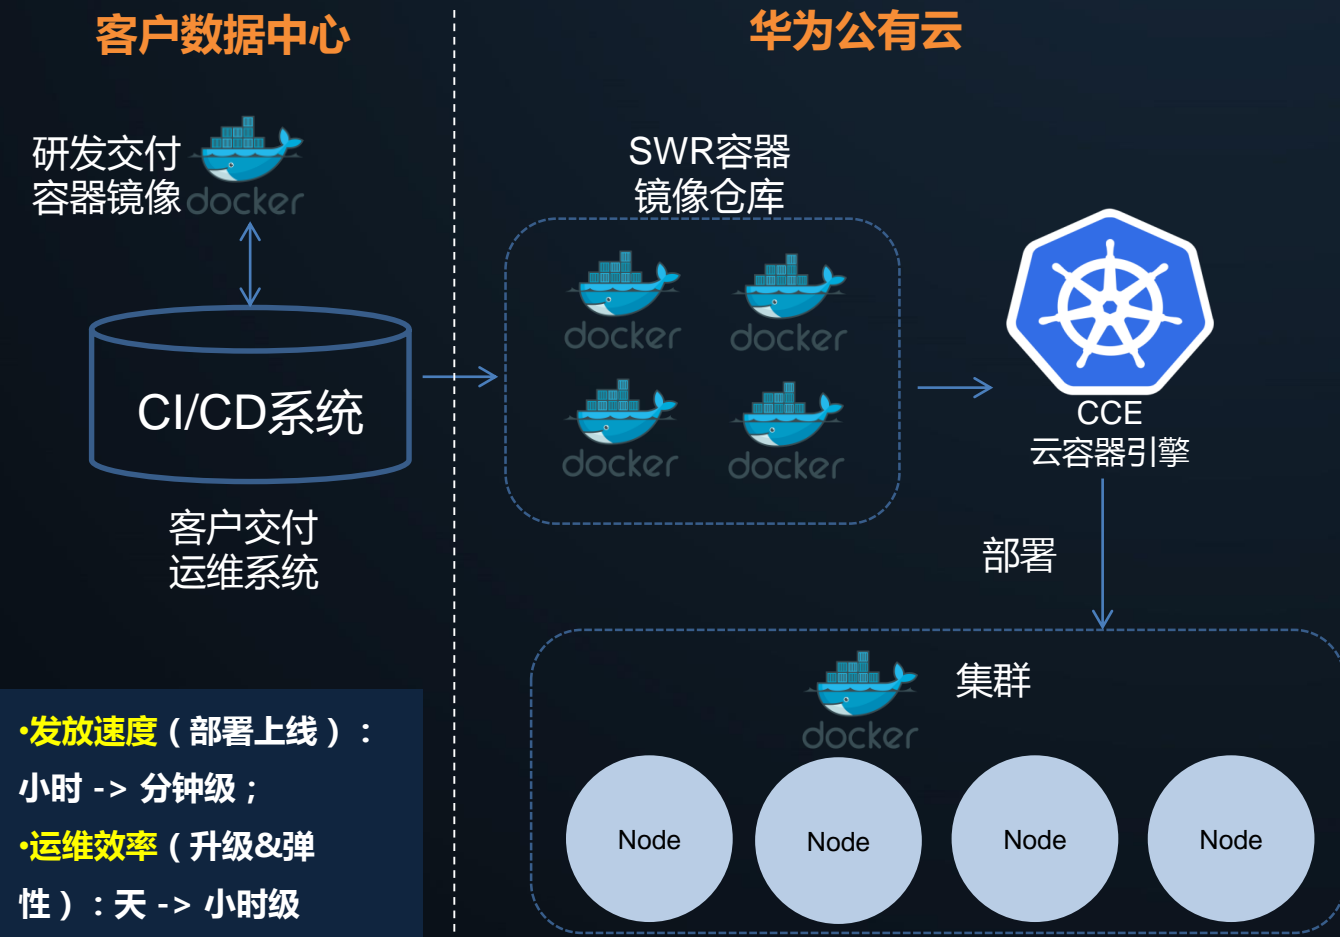 客户数据中心
华为公有云
研发交付
容器镜像
docker
CI/CD系统
客户交付
运维系统
SWR容器
镜像仓库
docker
docker
docker
docker
CCE
云容器引擎
部署
docker
集群
Node
Node
Node
Node
•发放速度（部署上线）：
小时 -> 分钟级；
•运维效率（升级&弹
性）：天 -> 小时级